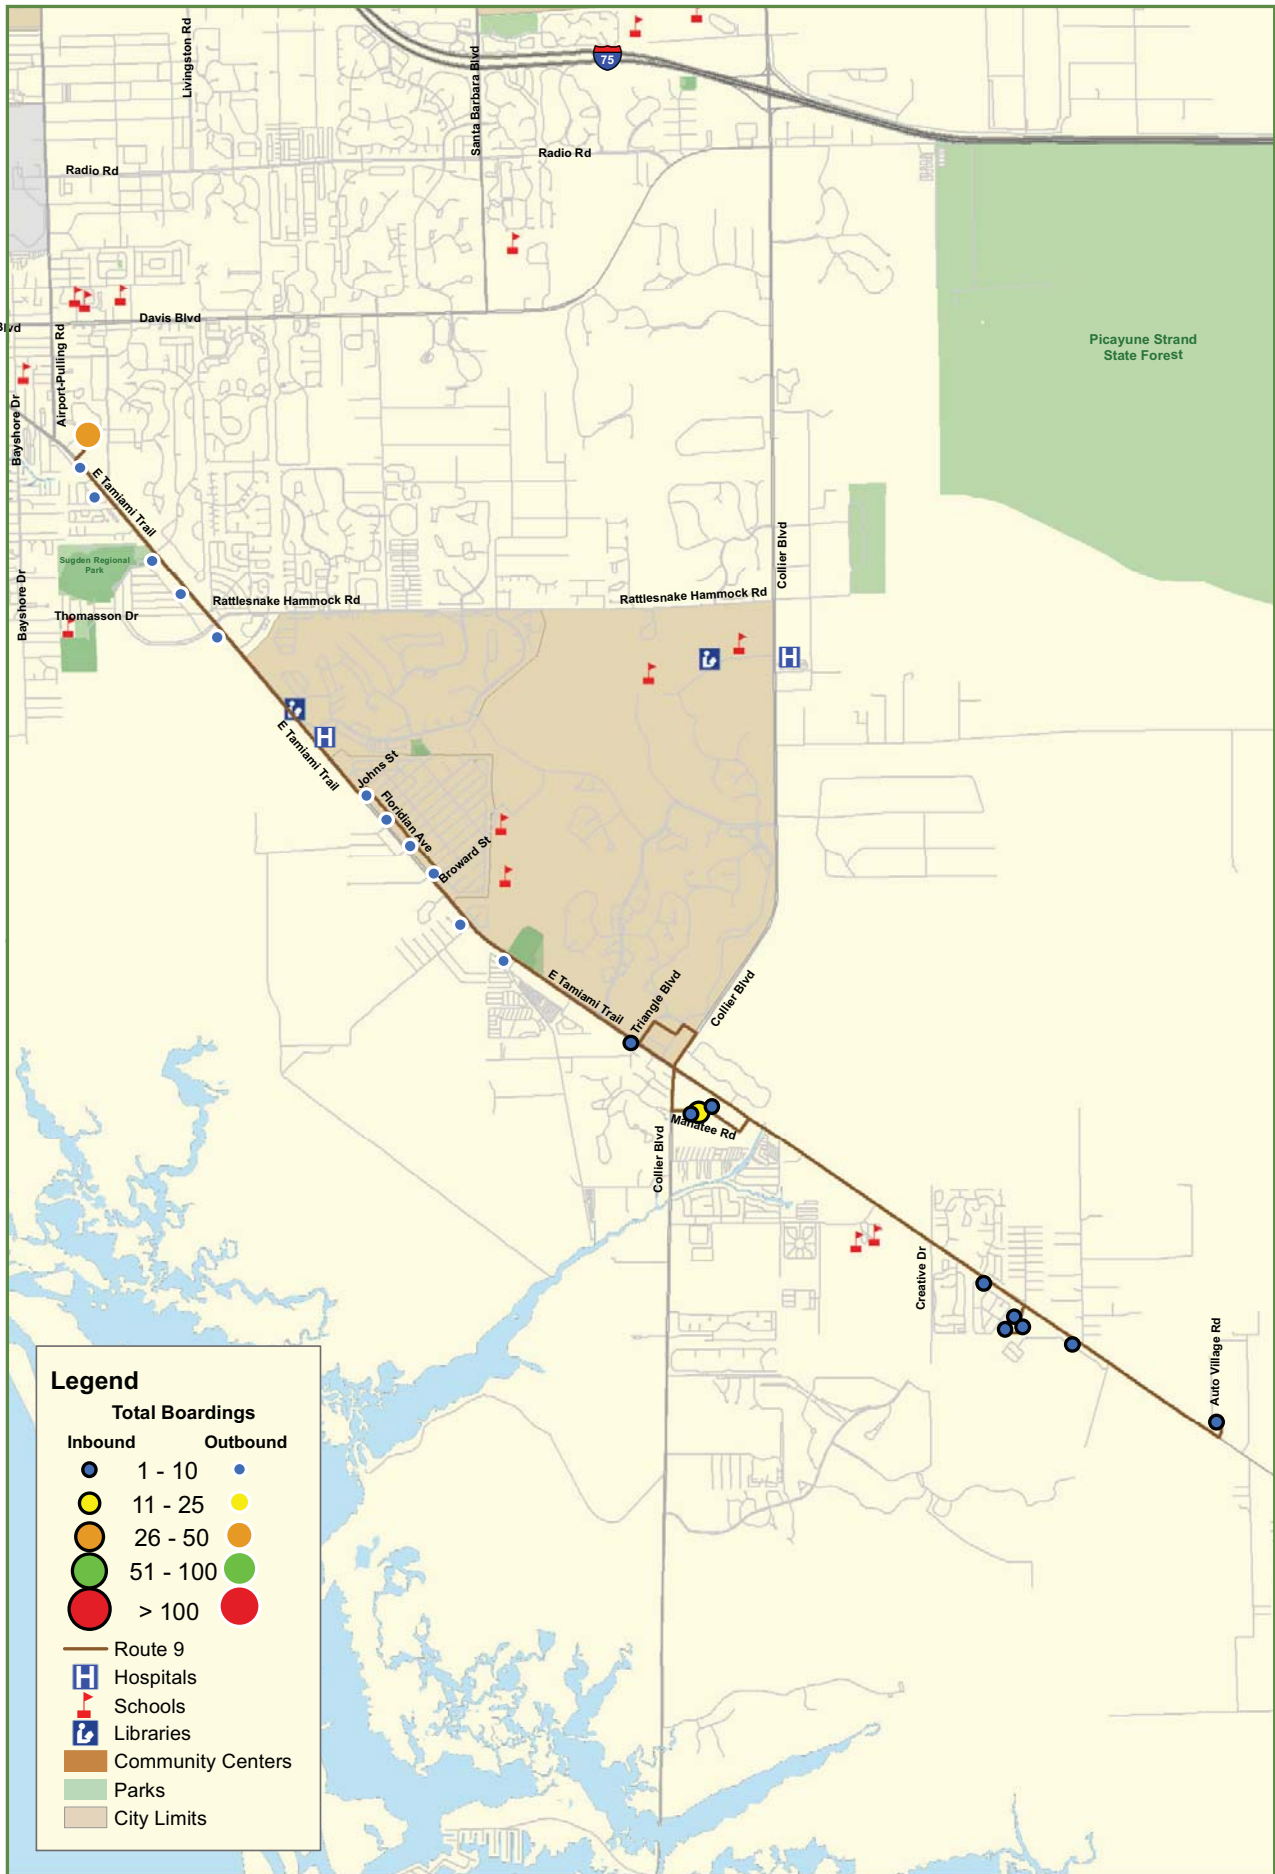 Livingston Rd
Santa Barbara Blvd
75
Radio Rd
Radio Rd
Davis Blvd
Blvd
Airport-Pulling Rd
Bayshore Dr
Picayune Strand
State Forest
E Tamiami Trail
Collier Blvd
Sugden Regional
Park
Bayshore Dr
Thomasson Dr
Rattlesnake Hammock Rd
Rattlesnake Hammock Rd
H
H
E Tamiami Trail
Johns St
Floridian Ave
Broward St
E Tamiami Trail
Triangle Blvd
Collier Blvd
Manatee Rd
Collier Blvd
Creative Dr
Auto Village Rd
Legend
Total Boardings
Inbound Outbound
1 - 10
11 - 25
26 - 50
51 - 100
> 100
Route 9
H Hospitals
Schools
Libraries
Community Centers
Parks
City Limits